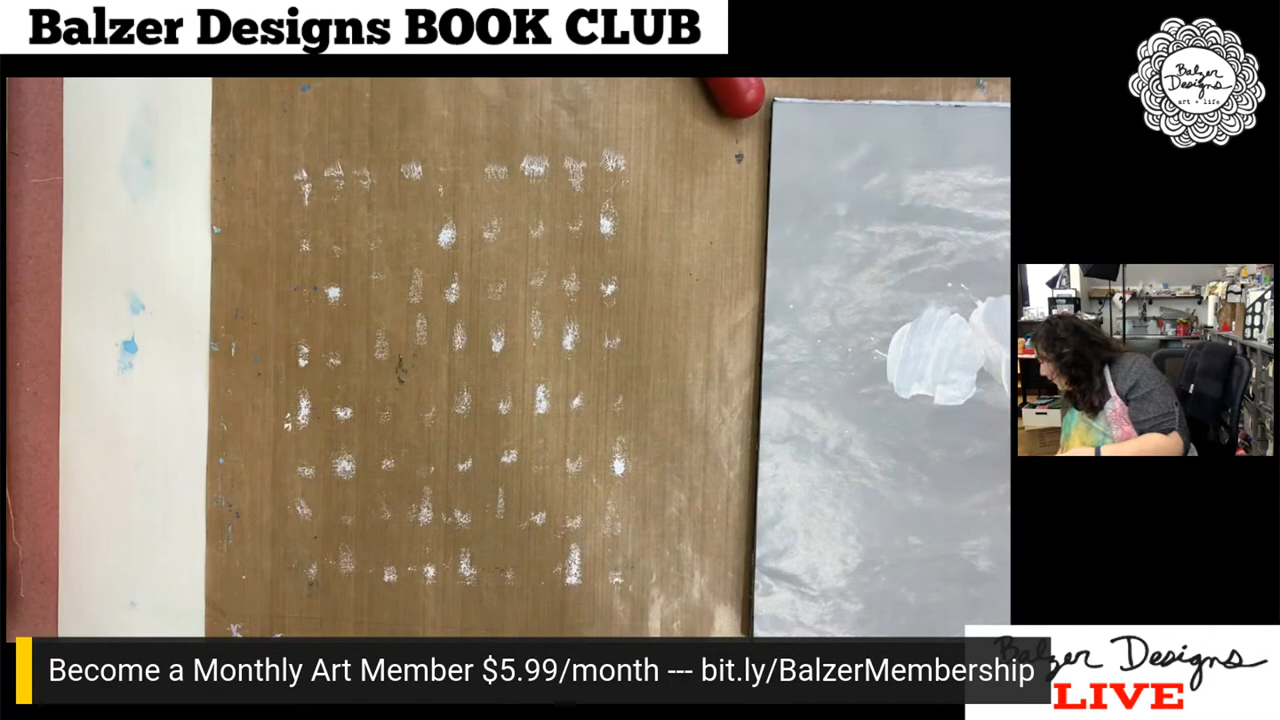 Balzer Designs BOOK CLUB
Balzer
Designs
art + life
Become a Monthly Art Member $5.99/month --- bit.ly/BalzerMembership
Balzer Designs
LIVE